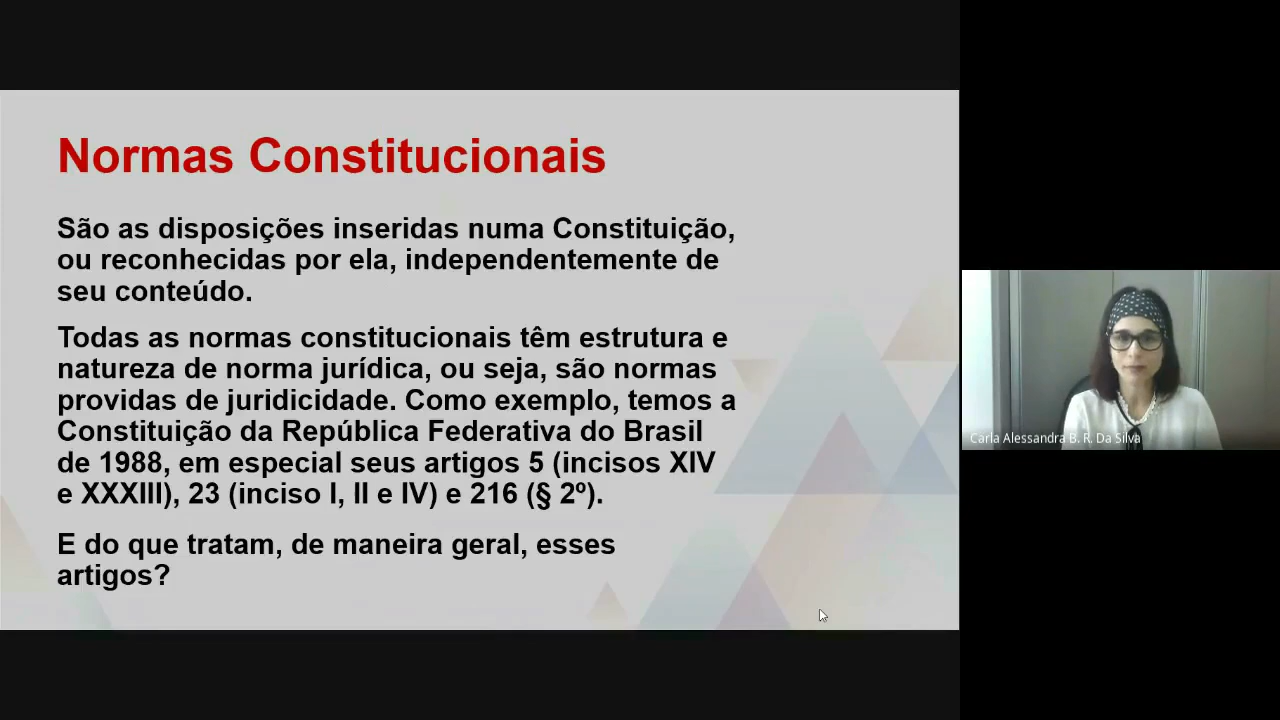 Normas Constitucionais
São as disposições inseridas numa Constituição,
ou reconhecidas por ela, independentemente de
seu conteúdo.
Todas as normas constitucionais têm estrutura e
natureza de norma jurídica, ou seja, são normas
providas de juridicidade. Como exemplo, temos a
Constituição da República Federativa do Brasil
de 1988, em especial seus artigos 5 (incisos XIV
e XXXIII), 23 (inciso I, II e IV) e 216 (§ 2º).
E do que tratam, de maneira geral, esses
artigos?
Carla Alessandra B. R. Da Silva